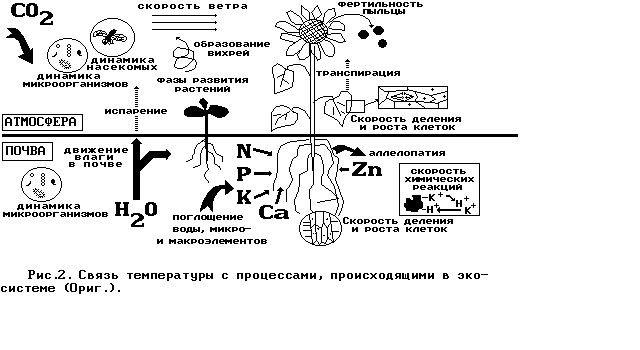 CO2
СКОРОСТЬ ВЕТРА
ФЕРТИЛЬНОСТЬ
ПЫЛЬЦЫ
образование
вихрей
динамика
насекомых
динамика
микроорганизмов
фазы развития
растений
транспирация
испарение
Скорость деления
и роста клеток
АТМОСФЕРА
ПОЧВА
движение
влаги
в почве
N
P
K
Ca
Zn
аллелопатия
скорость
химических
реакций
K+
H+
H+
K+
динамика
микроорганизмов
H2O
поглощение
воды, микро-
и макроэлементов
Скорость деления
и роста клеток
Рис.2. Связь температуры с процессами, происходящими в эко-
системе (Ориг.).